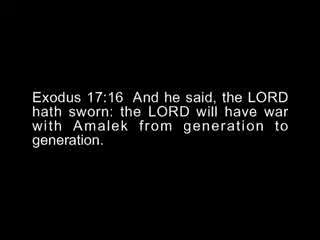 Exodus 17:16  And he said, the LORD
hath sworn: the LORD will have war
with Amalek from generation to
generation.